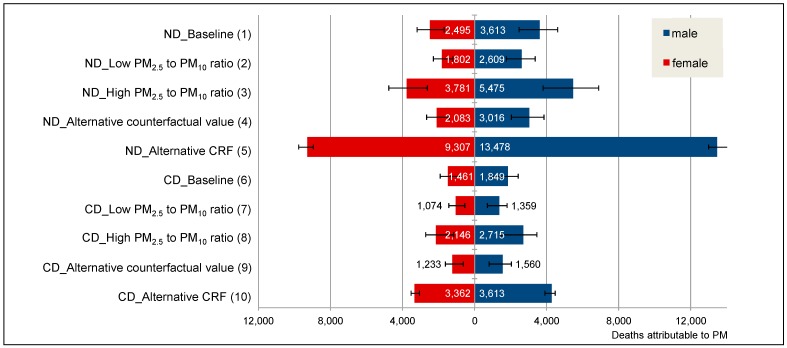 ND_Baseline (1) 2,495 3,613
ND_Low PM2.5 to PM10 ratio (2) 1,802 2,609
ND_High PM2.5 to PM10 ratio (3) 3,781 5,475
ND_Alternative counterfactual value (4) 2,083 3,016
ND_Alternative CRF (5) 9,307 13,478
CD_Baseline (6) 1,461 1,849
CD_Low PM2.5 to PM10 ratio (7) 1,074 1,359
CD_High PM2.5 to PM10 ratio (8) 2,146 2,715
CD_Alternative counterfactual value (9) 1,233 1,560
CD_Alternative CRF (10) 3,362 3,613
male
female
12,000 8,000 4,000 0 4,000 8,000 12,000
Deaths attributable to PM